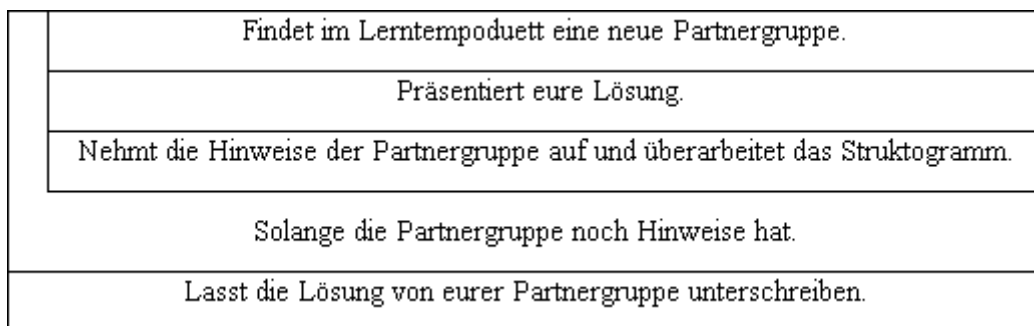 Findet im Lerntempoduett eine neue Partnergruppe.
Präsentiert eure Lösung.
Nehmt die Hinweise der Partnergruppe auf und überarbeitet das Struktogramm.
Solange die Partnergruppe noch Hinweise hat.
Lasst die Lösung von eurer Partnergruppe unterschreiben.